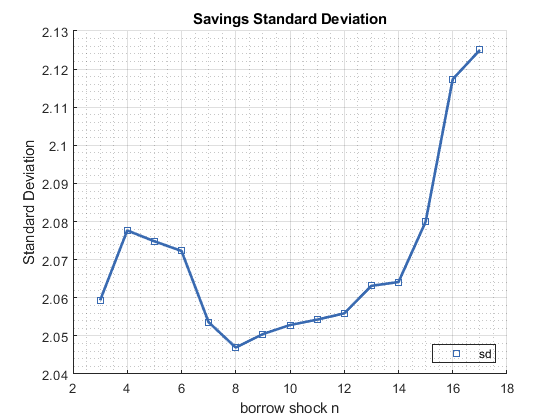 Savings Standard Deviation
2.13
2.12
2.11
2.1
2.09
2.08
2.07
2.06
2.05
2.04
Standard Deviation
2 4 6 8 10 12 14 16 18
borrow shock n
sd